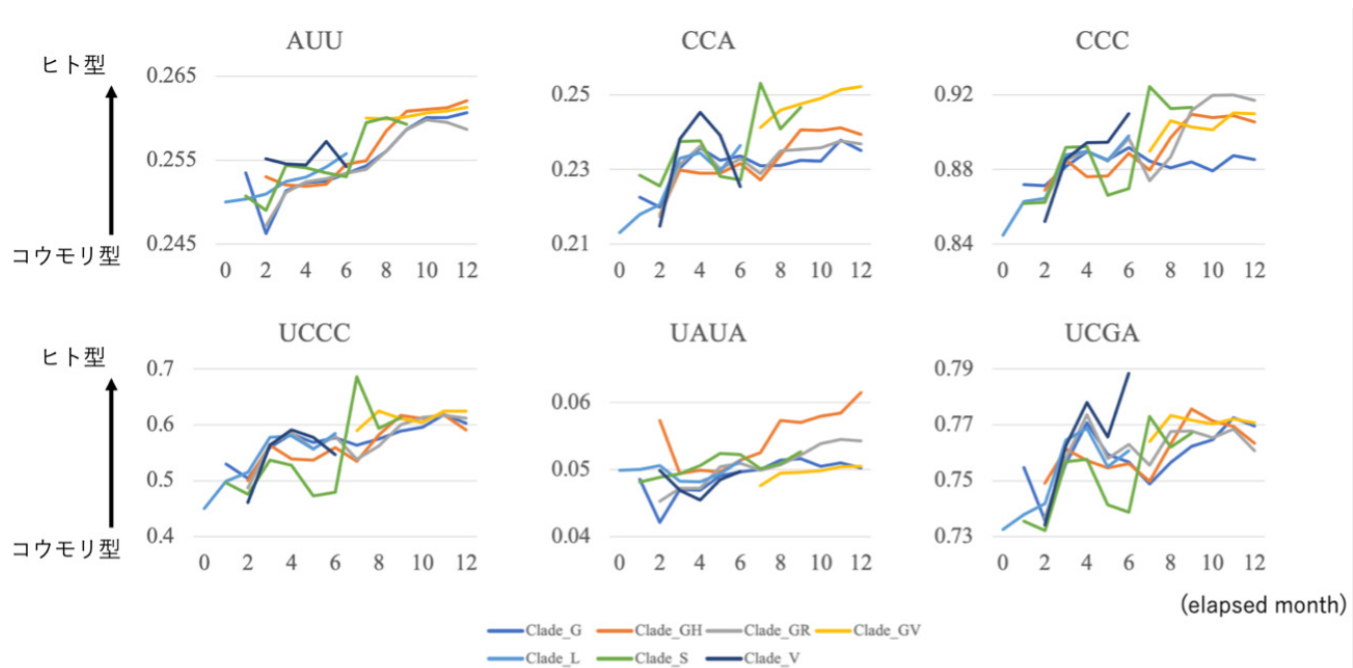 AUU CCA CCC
ヒト型
コウモリ型
0.265
0.255
0.245
0 2 4 6 8 10 12
0.25
0.23
0.21
0 2 4 6 8 10 12
0.92
0.88
0.84
0 2 4 6 8 10 12
UCCC UAUA UCGA
ヒト型
コウモリ型
0.7
0.6
0.5
0.4
0 2 4 6 8 10 12
0.06
0.05
0.04
0 2 4 6 8 10 12
0.79
0.77
0.75
0.73
0 2 4 6 8 10 12
(elapsed month)
Clade_G Clade_GH Clade_GR Clade_GV
Clade_L Clade_S Clade_V